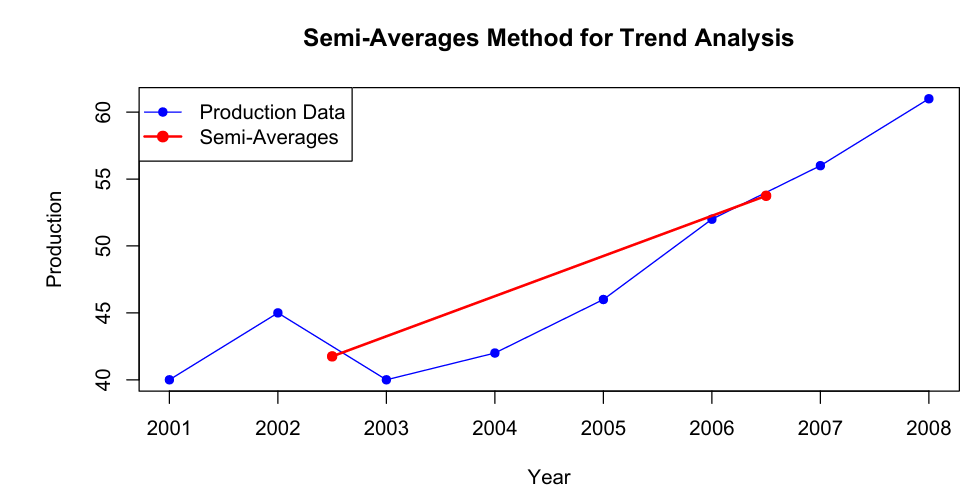 Semi-Averages Method for Trend Analysis
Production Data
Semi-Averages
Production
60
55
50
45
40
2001 2002 2003 2004 2005 2006 2007 2008
Year